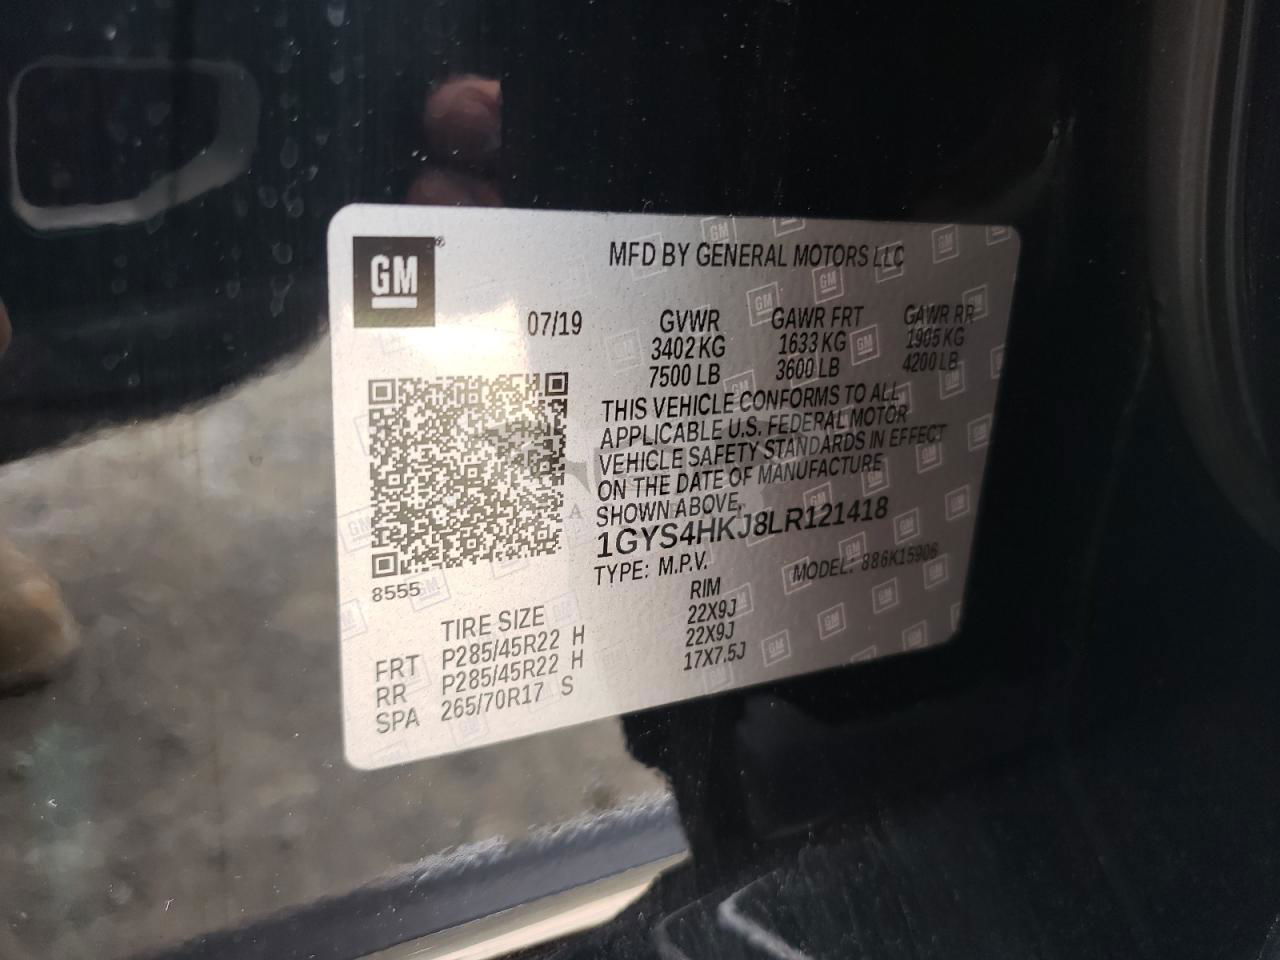 GM®
MFD BY GENERAL MOTORS LLC
07/19 GVWR GAWR FRT GAWR RR
3402 KG 1633 KG 1905 KG
7500 LB 3600 LB 4200 LB
THIS VEHICLE CONFORMS TO ALL
APPLICABLE U.S. FEDERAL MOTOR
VEHICLE SAFETY STANDARDS IN EFFECT
ON THE DATE OF MANUFACTURE
SHOWN ABOVE.
1GYS4HKJ8LR121418
TYPE: M.P.V. MODEL: 886K15906
8555
TIRE SIZE RIM
FRT P285/45R22 H 22X9J
RR P285/45R22 H 22X9J
SPA 265/70R17 S 17X7.5J